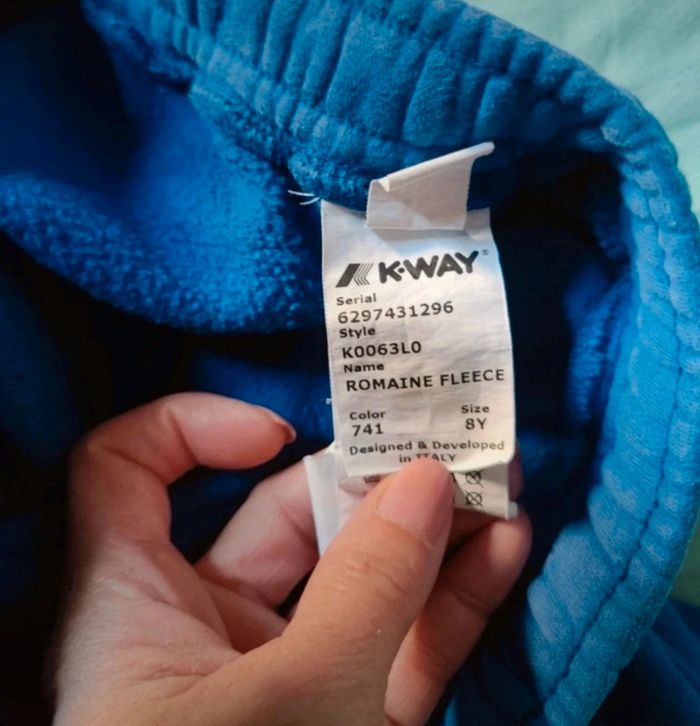 K·WAY®
Serial
6297431296
Style
K0063L0
Name
ROMAINE FLEECE
Color Size
741 8Y
Designed & Developed
in ITALY